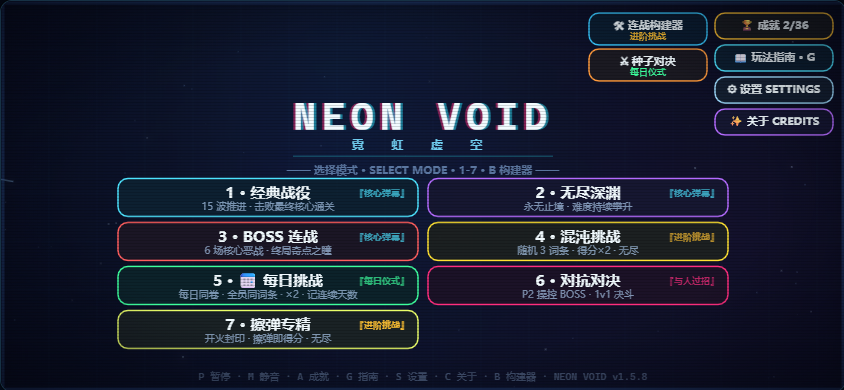 🛠 连战构建器
进阶挑战
🏆 成就 2/36
⚔ 种子对决
每日仪式
玩法指南・G
⚙ 设置 SETTINGS
✨ 关于 CREDITS
NEON VOID
霓 虹 虚 空
选择模式・SELECT MODE・1-7・B 构建器
1・经典战役
『核心弹幕』
15 波推进・击败最终核心通关
2・无尽深渊
『核心弹幕』
永无止境・难度持续攀升
3・BOSS 连战
『核心弹幕』
6 场核心恶战・终局奇点之瞳
4・混沌挑战
『进阶挑战』
随机 3 词条・得分×2・无尽
5・每日挑战
『每日仪式』
每日同卷・全员同词条・×2・记连续天数
6・对抗对决
『与人过招』
P2 操控 BOSS・1v1 决斗
7・擦弹专精
『进阶挑战』
开火封印・擦弹即得分・无尽
P 暂停・M 静音・A 成就・G 指南・S 设置・C 关于・B 构建器・NEON VOID v1.5.8